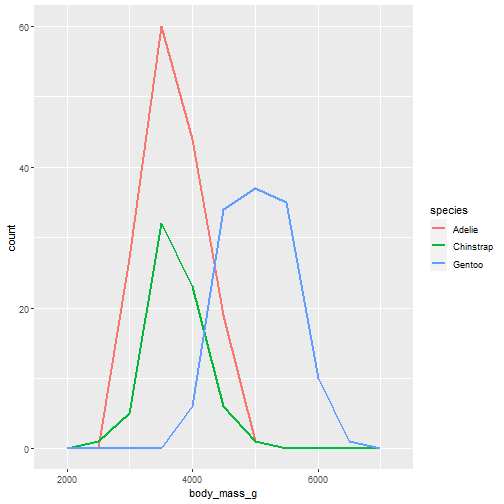 60
40
20
0
count
2000 4000 6000
body_mass_g
species
Adelie
Chinstrap
Gentoo